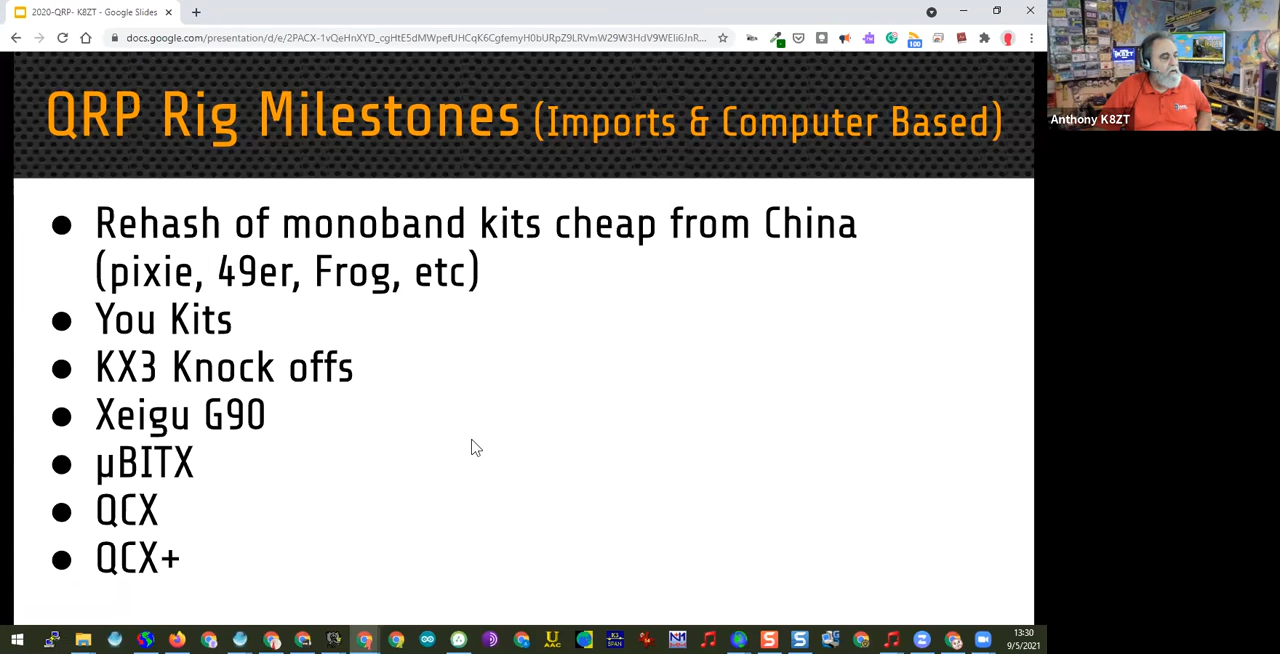 2020-QRP- K8ZT - Google Slides
docs.google.com/presentation/d/e/2PACX-1vQeHnXYD_cgHtE5dMWpefUHCqK6CgfemyH0bURpZ9LRVmW29W3HdV9WEli6JnR...
100
QRP Rig Milestones (Imports & Computer Based)
Anthony K8ZT
● Rehash of monoband kits cheap from China
(pixie, 49er, Frog, etc)
● You Kits
● KX3 Knock offs
● Xeigu G90
● µBITX
● QCX
● QCX+
13:30
9/5/2021